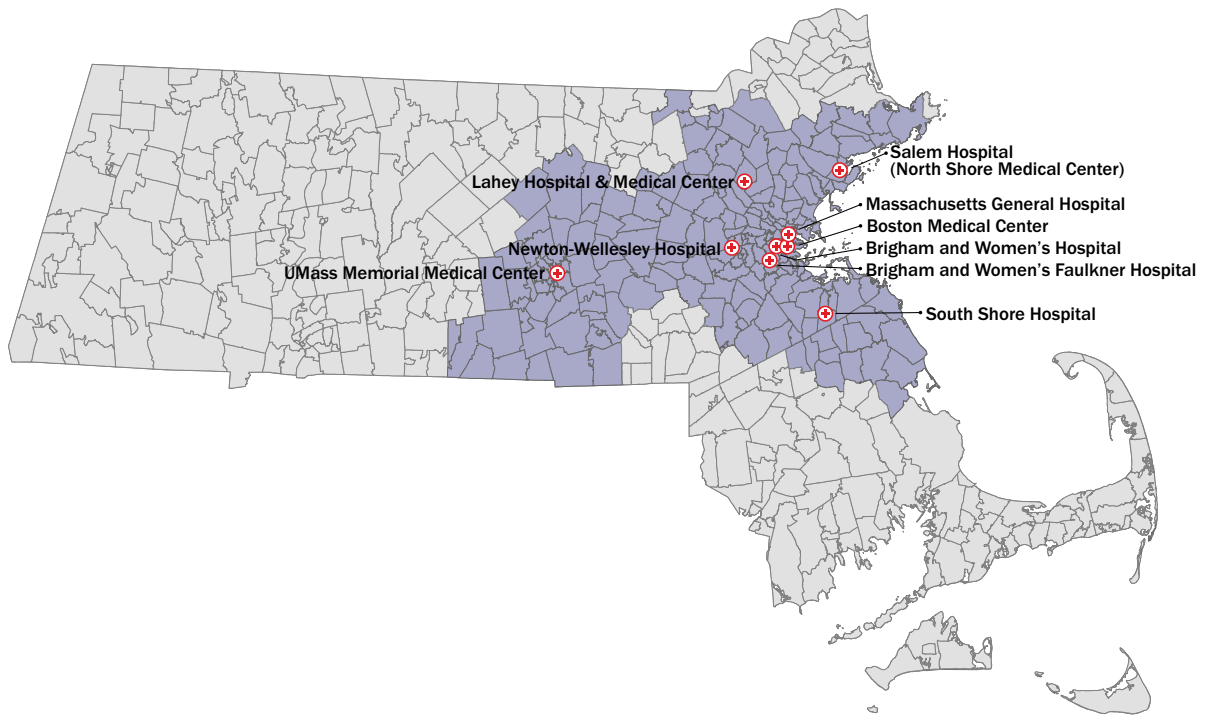 Salem Hospital
(North Shore Medical Center)
Lahey Hospital & Medical Center
Massachusetts General Hospital
Boston Medical Center
Newton-Wellesley Hospital
Brigham and Women's Hospital
UMass Memorial Medical Center
Brigham and Women's Faulkner Hospital
South Shore Hospital